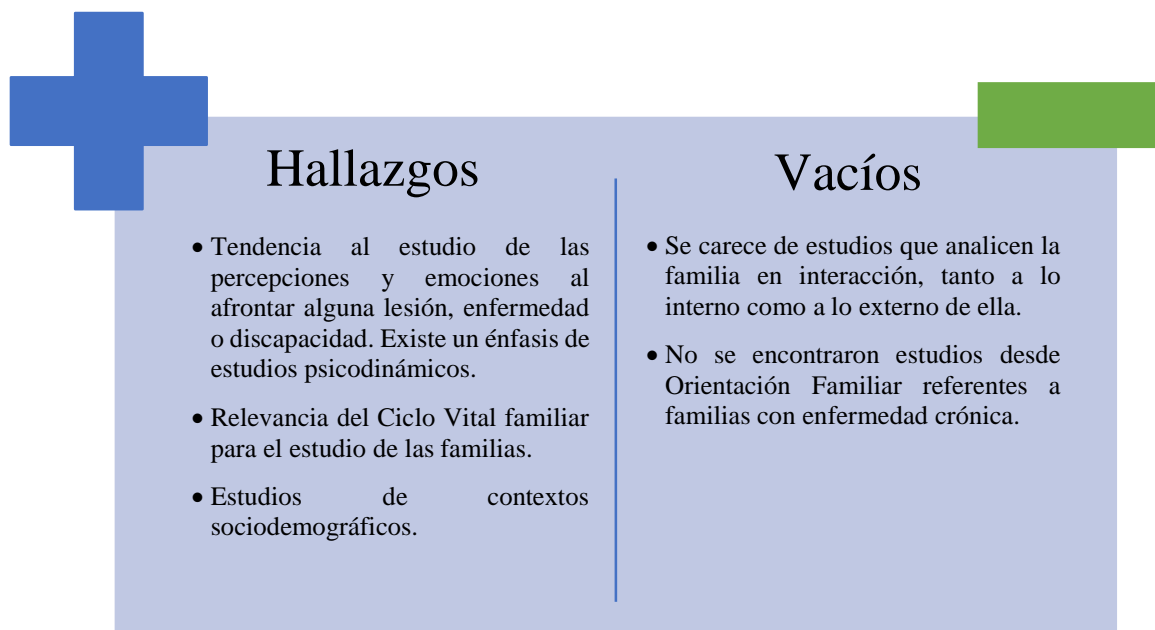 Hallazgos
• Tendencia al estudio de las
percepciones y emociones al
afrontar alguna lesión, enfermedad
o discapacidad. Existe un énfasis de
estudios psicodinámicos.
• Relevancia del Ciclo Vital familiar
para el estudio de las familias.
• Estudios de contextos
sociodemográficos.
Vacíos
• Se carece de estudios que analicen la
familia en interacción, tanto a lo
interno como a lo externo de ella.
• No se encontraron estudios desde
Orientación Familiar referentes a
familias con enfermedad crónica.